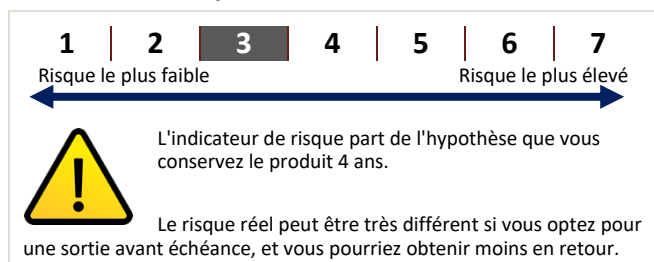 1 2 3 4 5 6 7
Risque le plus faible Risque le plus élevé
L'indicateur de risque part de l'hypothèse que vous
conservez le produit 4 ans.
Le risque réel peut être très différent si vous optez pour
une sortie avant échéance, et vous pourriez obtenir moins en retour.